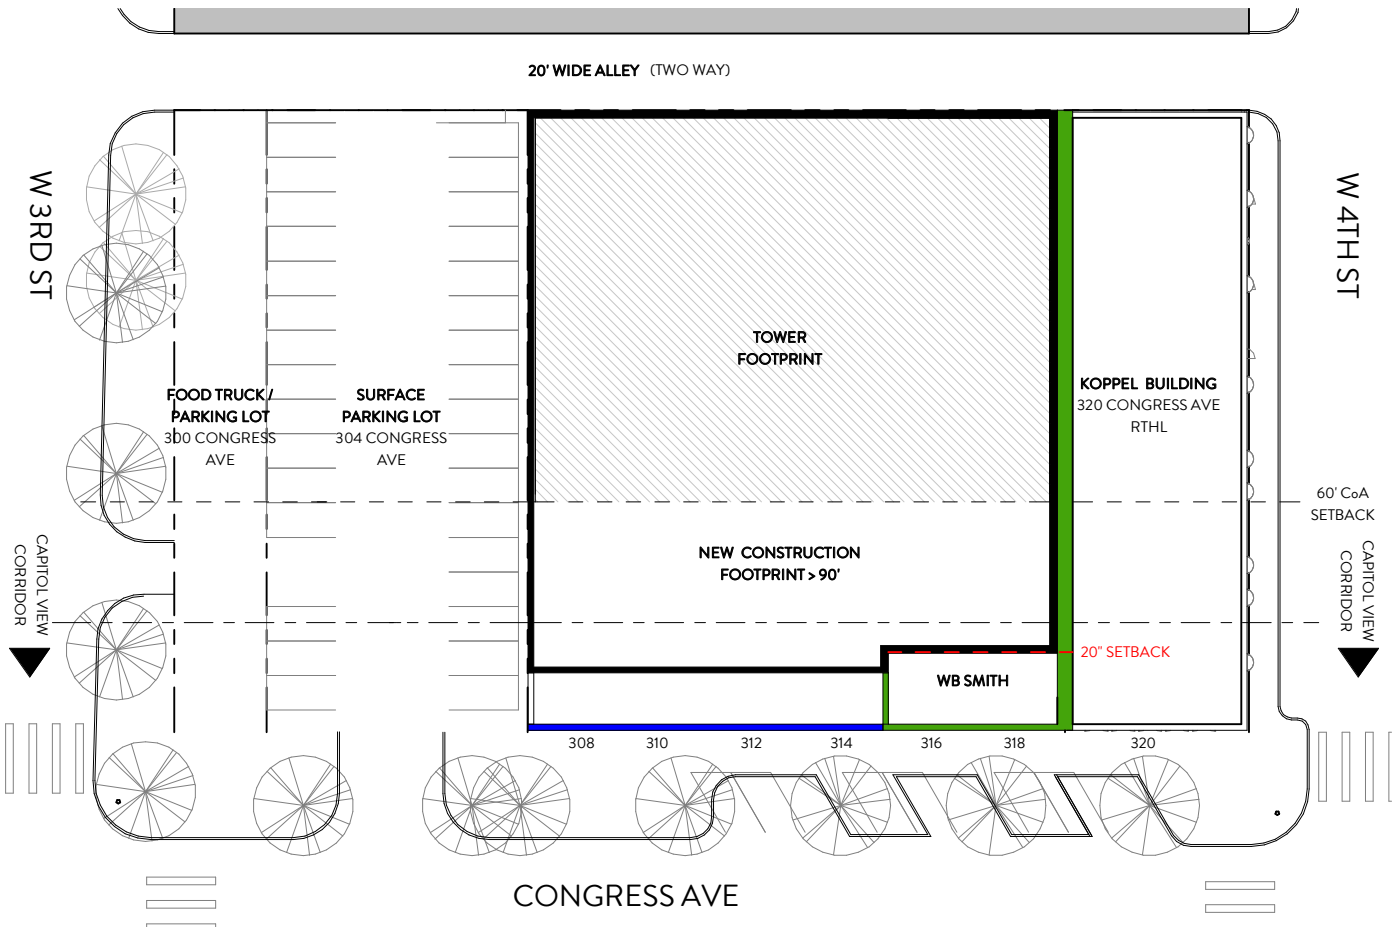 20' WIDE ALLEY (TWO WAY)
W 3RD ST
W 4TH ST
TOWER
FOOTPRINT
FOOD TRUCK /
PARKING LOT
300 CONGRESS
AVE
SURFACE
PARKING LOT
304 CONGRESS
AVE
KOPPEL BUILDING
320 CONGRESS AVE
RTHL
60' CoA
SETBACK
NEW CONSTRUCTION
FOOTPRINT > 90'
CAPITOL VIEW
CORRIDOR
CAPITOL VIEW
CORRIDOR
20" SETBACK
WB SMITH
308 310 312 314 316 318 320
CONGRESS AVE